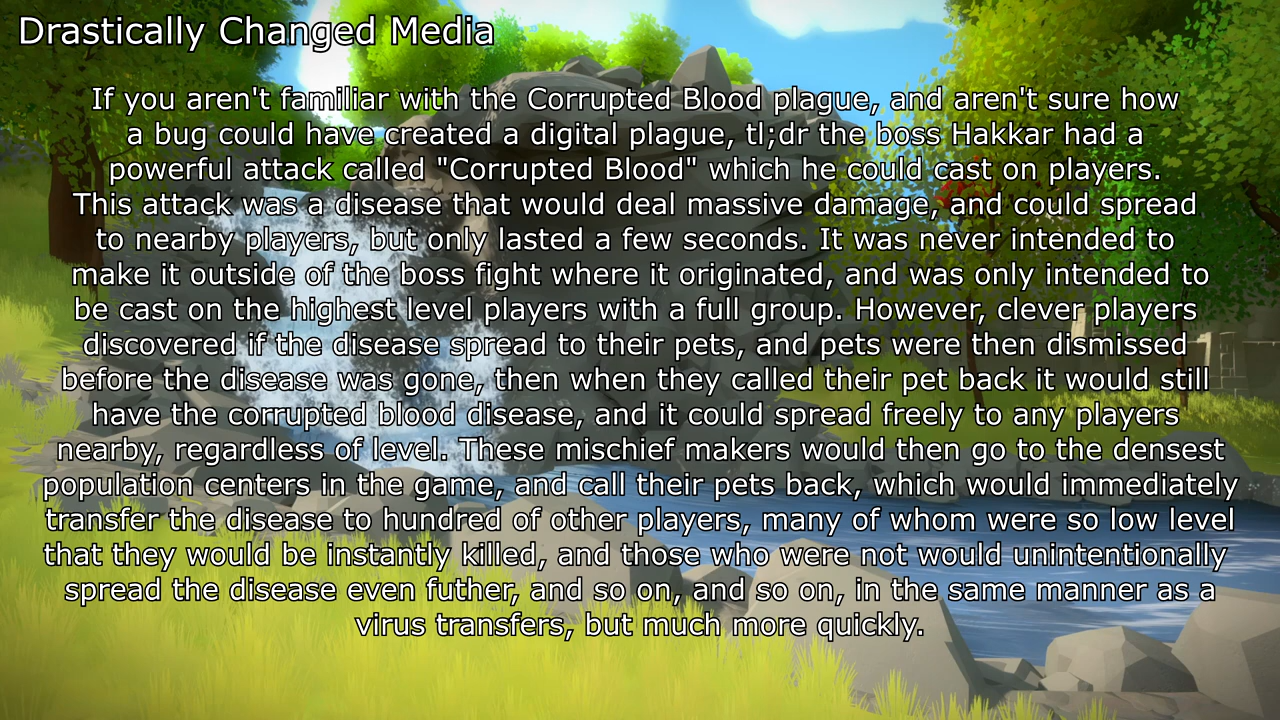 Drastically Changed Media
If you aren't familiar with the Corrupted Blood plague, and aren't sure how
a bug could have created a digital plague, tl;dr the boss Hakkar had a
powerful attack called "Corrupted Blood" which he could cast on players.
This attack was a disease that would deal massive damage, and could spread
to nearby players, but only lasted a few seconds. It was never intended to
make it outside of the boss fight where it originated, and was only intended to
be cast on the highest level players with a full group. However, clever players
discovered if the disease spread to their pets, and pets were then dismissed
before the disease was gone, then when they called their pet back it would still
have the corrupted blood disease, and it could spread freely to any players
nearby, regardless of level. These mischief makers would then go to the densest
population centers in the game, and call their pets back, which would immediately
transfer the disease to hundred of other players, many of whom were so low level
that they would be instantly killed, and those who were not would unintentionally
spread the disease even futher, and so on, and so on, in the same manner as a
virus transfers, but much more quickly.